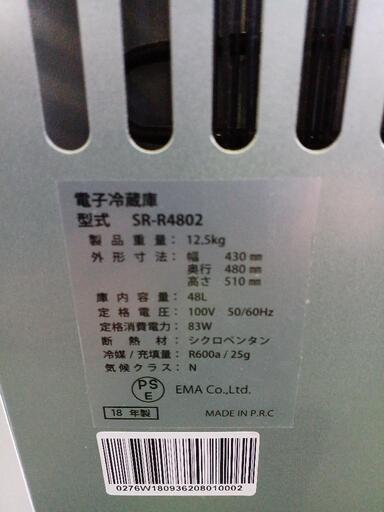 電子冷蔵庫
型式 SR-R4802
製品重量：12.5kg
外形寸法：幅 430㎜
奥行 480㎜
高さ 510㎜
庫内容量：48L
定格電圧：100V 50/60Hz
定格消費電力：83W
断熱材：シクロペンタン
冷媒/充填量：R600a / 25g
気候クラス：N
PS
E
EMA Co.,Ltd.
18 年製
MADE IN P.R.C
0276W180936208010002